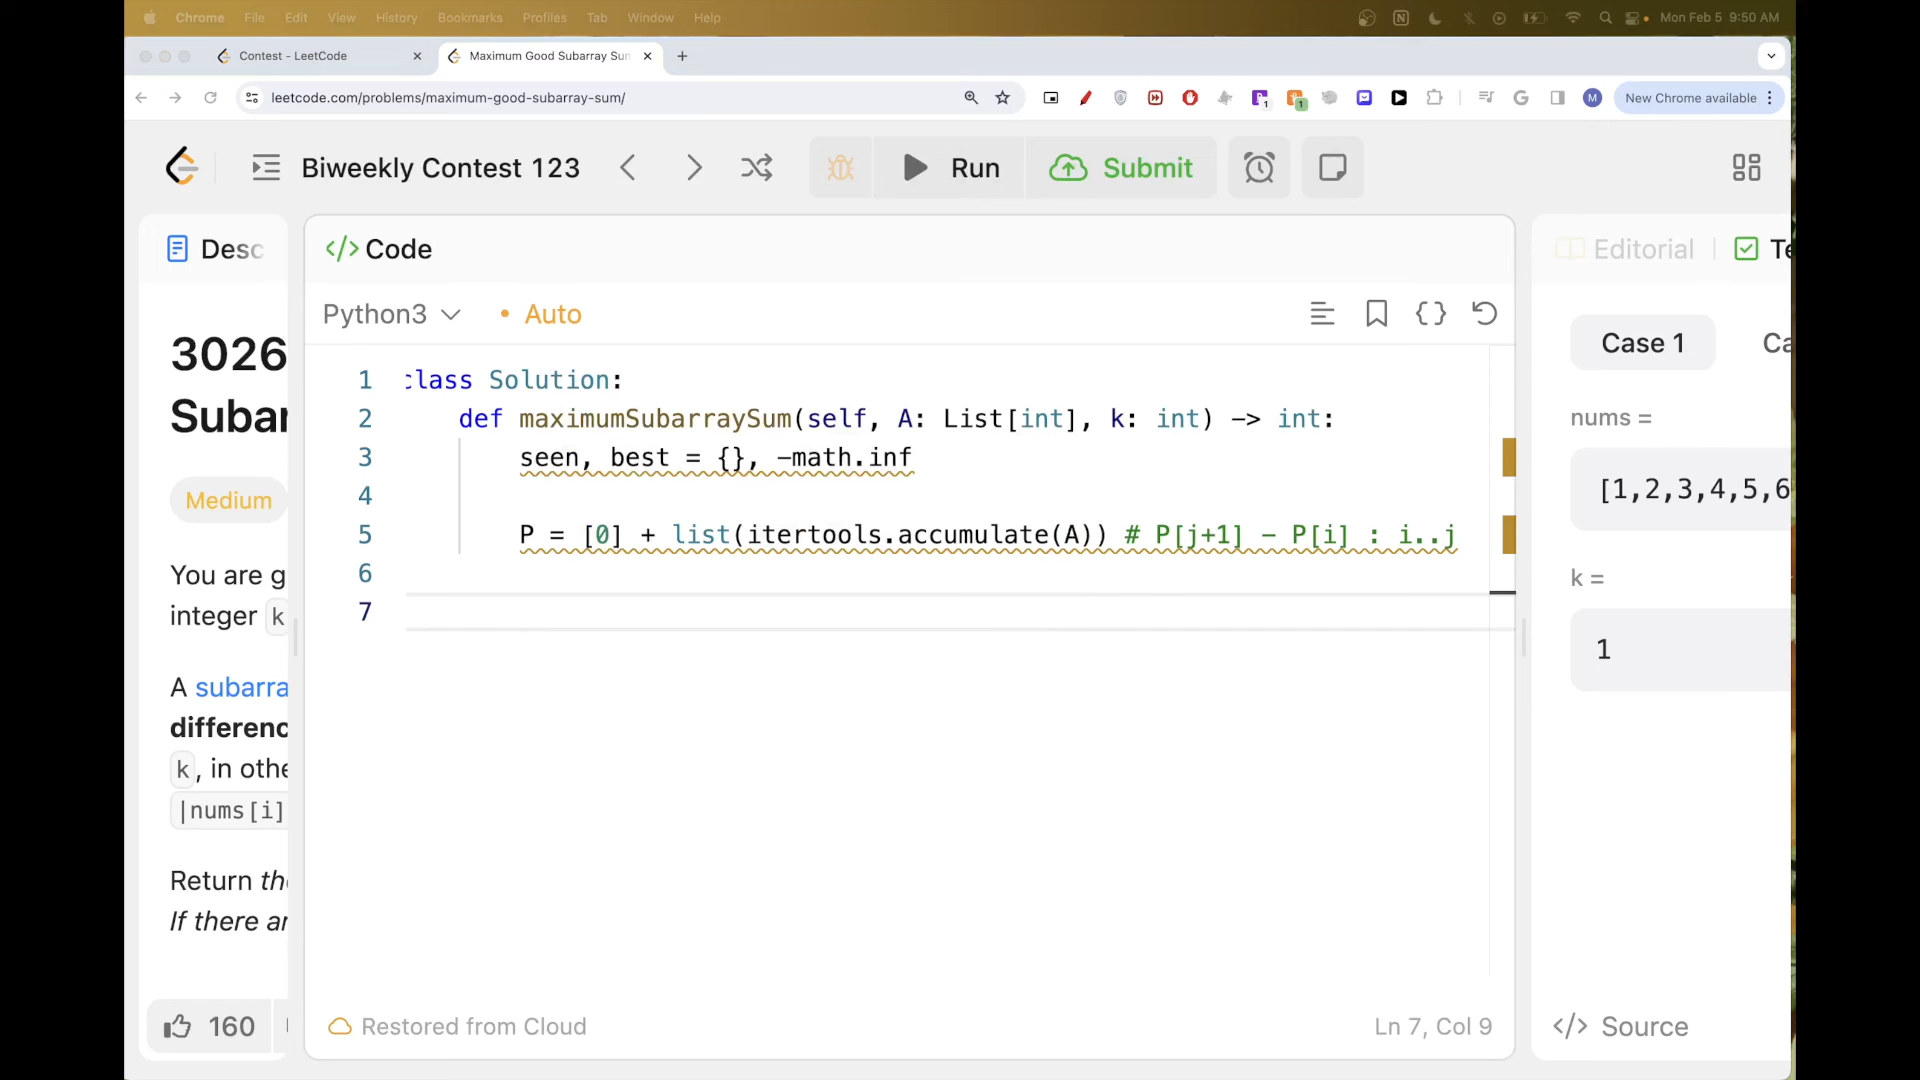 Chrome File Edit View History Bookmarks Profiles Tab Window Help Mon Feb 5 9:50 AM
Contest - LeetCode
Maximum Good Subarray Sum
leetcode.com/problems/maximum-good-subarray-sum/
New Chrome available
Biweekly Contest 123
Run
Submit
Desc
3026
Subar
Medium
You are g
integer k
A subarra
differenc
k, in othe
|nums[i]
Return the
If there ar
160
</> Code
Python3
• Auto
1 class Solution:
2 def maximumSubarraySum(self, A: List[int], k: int) -> int:
3 seen, best = {}, -math.inf
4
5 P = [0] + list(itertools.accumulate(A)) # P[j+1] - P[i] : i..j
6
7
Restored from Cloud
Ln 7, Col 9
Editorial
Te
Case 1
Ca
nums =
[1,2,3,4,5,6
k =
1
</> Source